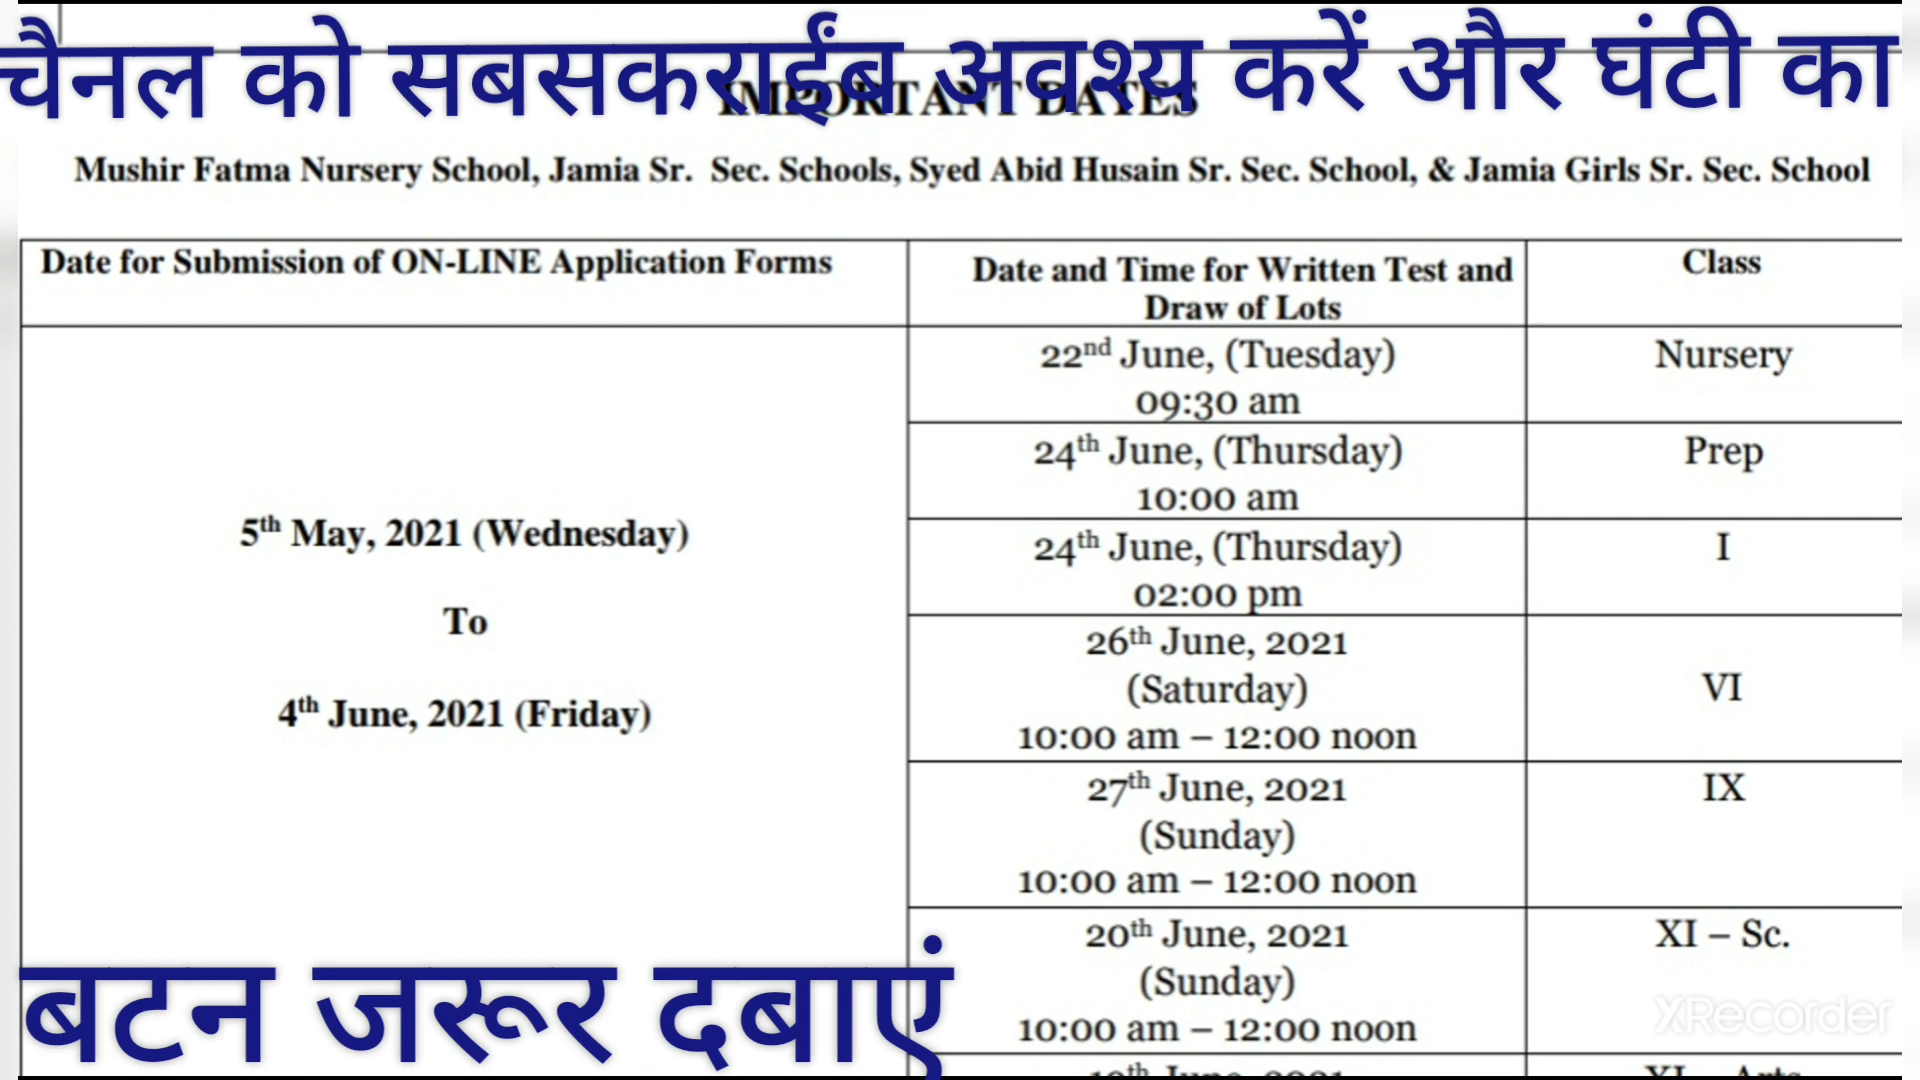 चैनल को सबसकराईब अवश्य करें और घंटी का
IMPORTANT DATES
Mushir Fatma Nursery School, Jamia Sr. Sec. Schools, Syed Abid Husain Sr. Sec. School, & Jamia Girls Sr. Sec. School
Date for Submission of ON-LINE Application Forms
Date and Time for Written Test and
Draw of Lots
Class
5th May, 2021 (Wednesday)
To
4th June, 2021 (Friday)
22nd June, (Tuesday)
09:30 am
Nursery
24th June, (Thursday)
10:00 am
Prep
24th June, (Thursday)
02:00 pm
I
26th June, 2021
(Saturday)
10:00 am – 12:00 noon
VI
27th June, 2021
(Sunday)
10:00 am – 12:00 noon
IX
20th June, 2021
(Sunday)
10:00 am – 12:00 noon
XI – Sc.
बटन जरूर दबाएं
XRecorder